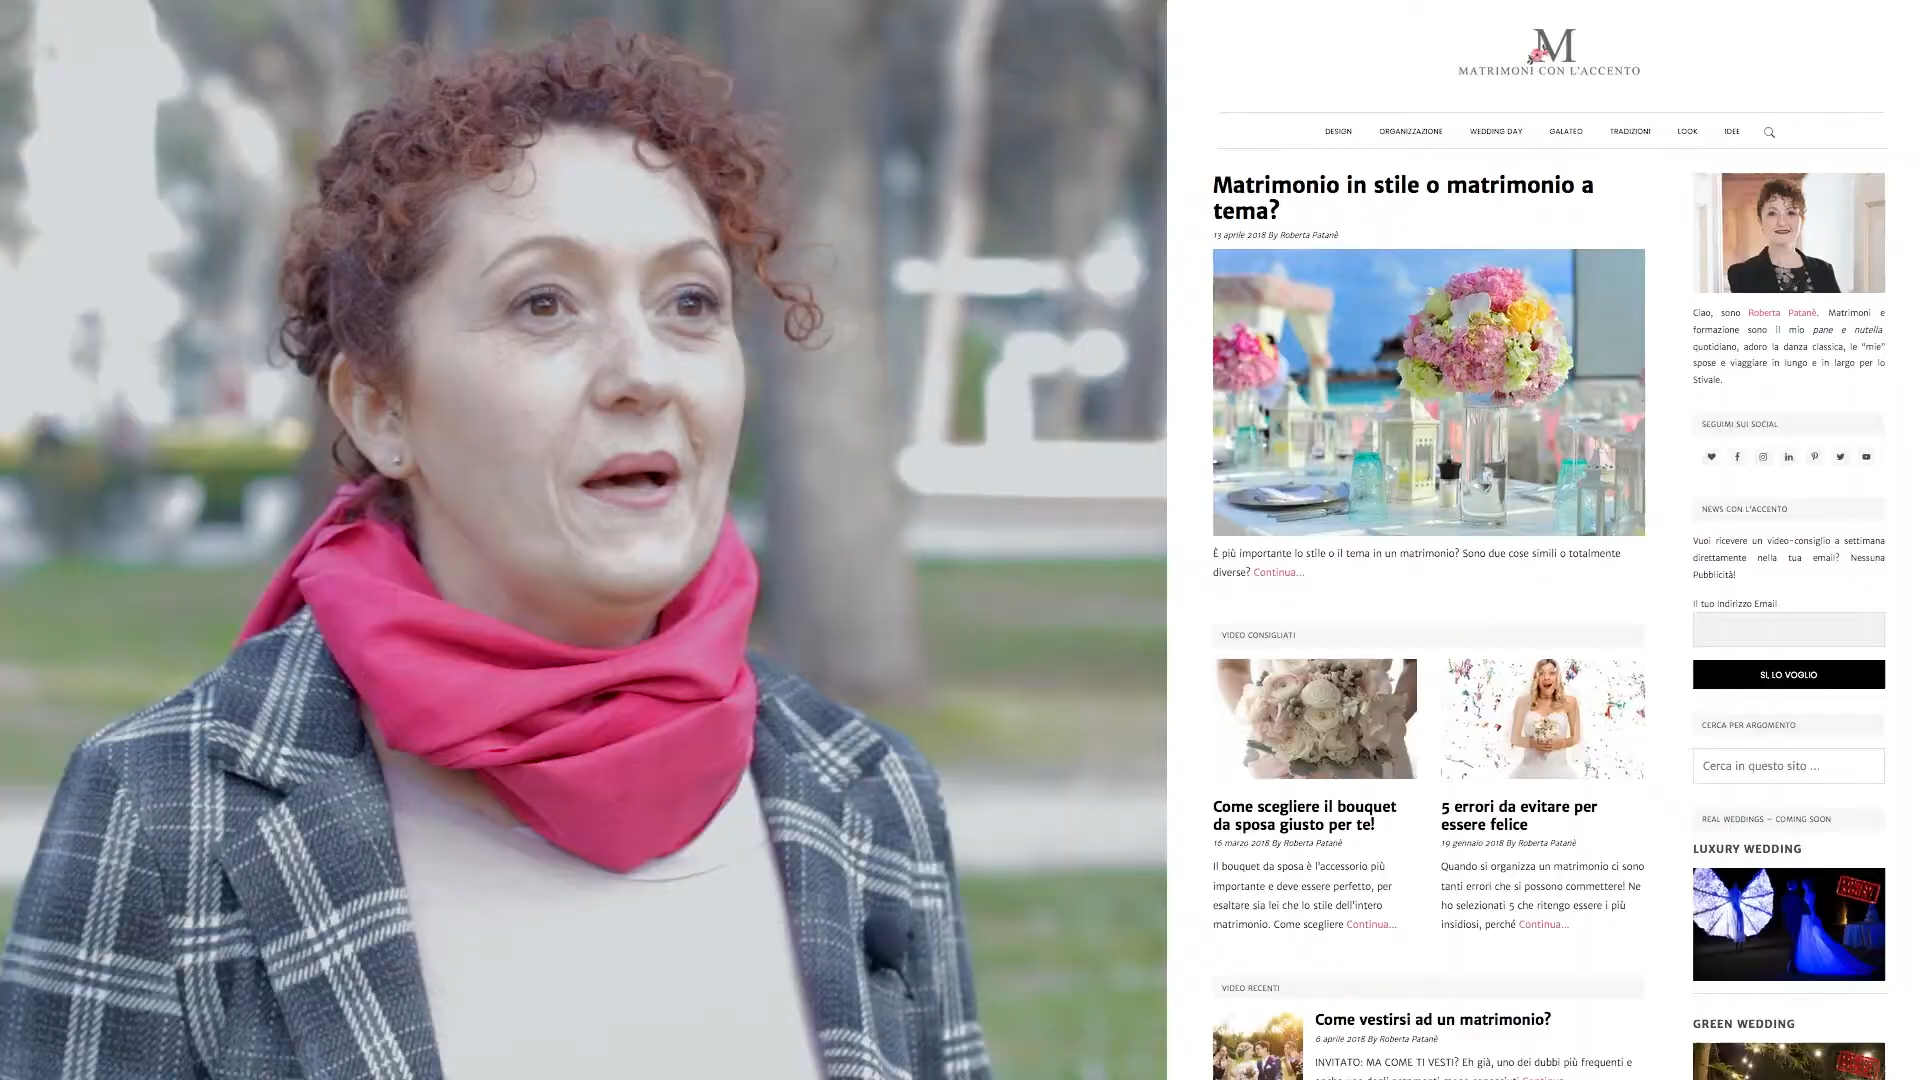 M
MATRIMONI CON L'ACCENTO
DESIGN ORGANIZZAZIONE WEDDING DAY GALATEO TRADIZIONI LOOK IDEE
Matrimonio in stile o matrimonio a
tema?
13 aprile 2018 By Roberta Patanè
È più importante lo stile o il tema in un matrimonio? Sono due cose simili o totalmente
diverse? Continua...
VIDEO CONSIGLIATI
Come scegliere il bouquet
da sposa giusto per te!
16 marzo 2018 By Roberta Patanè
Il bouquet da sposa è l'accessorio più
importante e deve essere perfetto, per
esaltare sia lei che lo stile dell'intero
matrimonio. Come scegliere Continua...
5 errori da evitare per
essere felice
19 gennaio 2018 By Roberta Patanè
Quando si organizza un matrimonio ci sono
tanti errori che si possono commettere! Ne
ho selezionati 5 che ritengo essere i più
insidiosi, perché Continua...
VIDEO RECENTI
Come vestirsi ad un matrimonio?
6 aprile 2018 By Roberta Patanè
INVITATO: MA COME TI VESTI? Eh già, uno dei dubbi più frequenti e
Ciao, sono Roberta Patanè. Matrimoni e
formazione sono il mio pane e nutella
quotidiano, adoro la danza classica, le "mie"
spose e viaggiare in lungo e in largo per lo
Stivale.
SEGUIMI SUI SOCIAL
NEWS CON L'ACCENTO
Vuoi ricevere un video-consiglio a settimana
direttamente nella tua email? Nessuna
Pubblicità!
Il tuo Indirizzo Email
SI, LO VOGLIO
CERCA PER ARGOMENTO
Cerca in questo sito ...
REAL WEDDINGS – COMING SOON
LUXURY WEDDING
GREEN WEDDING